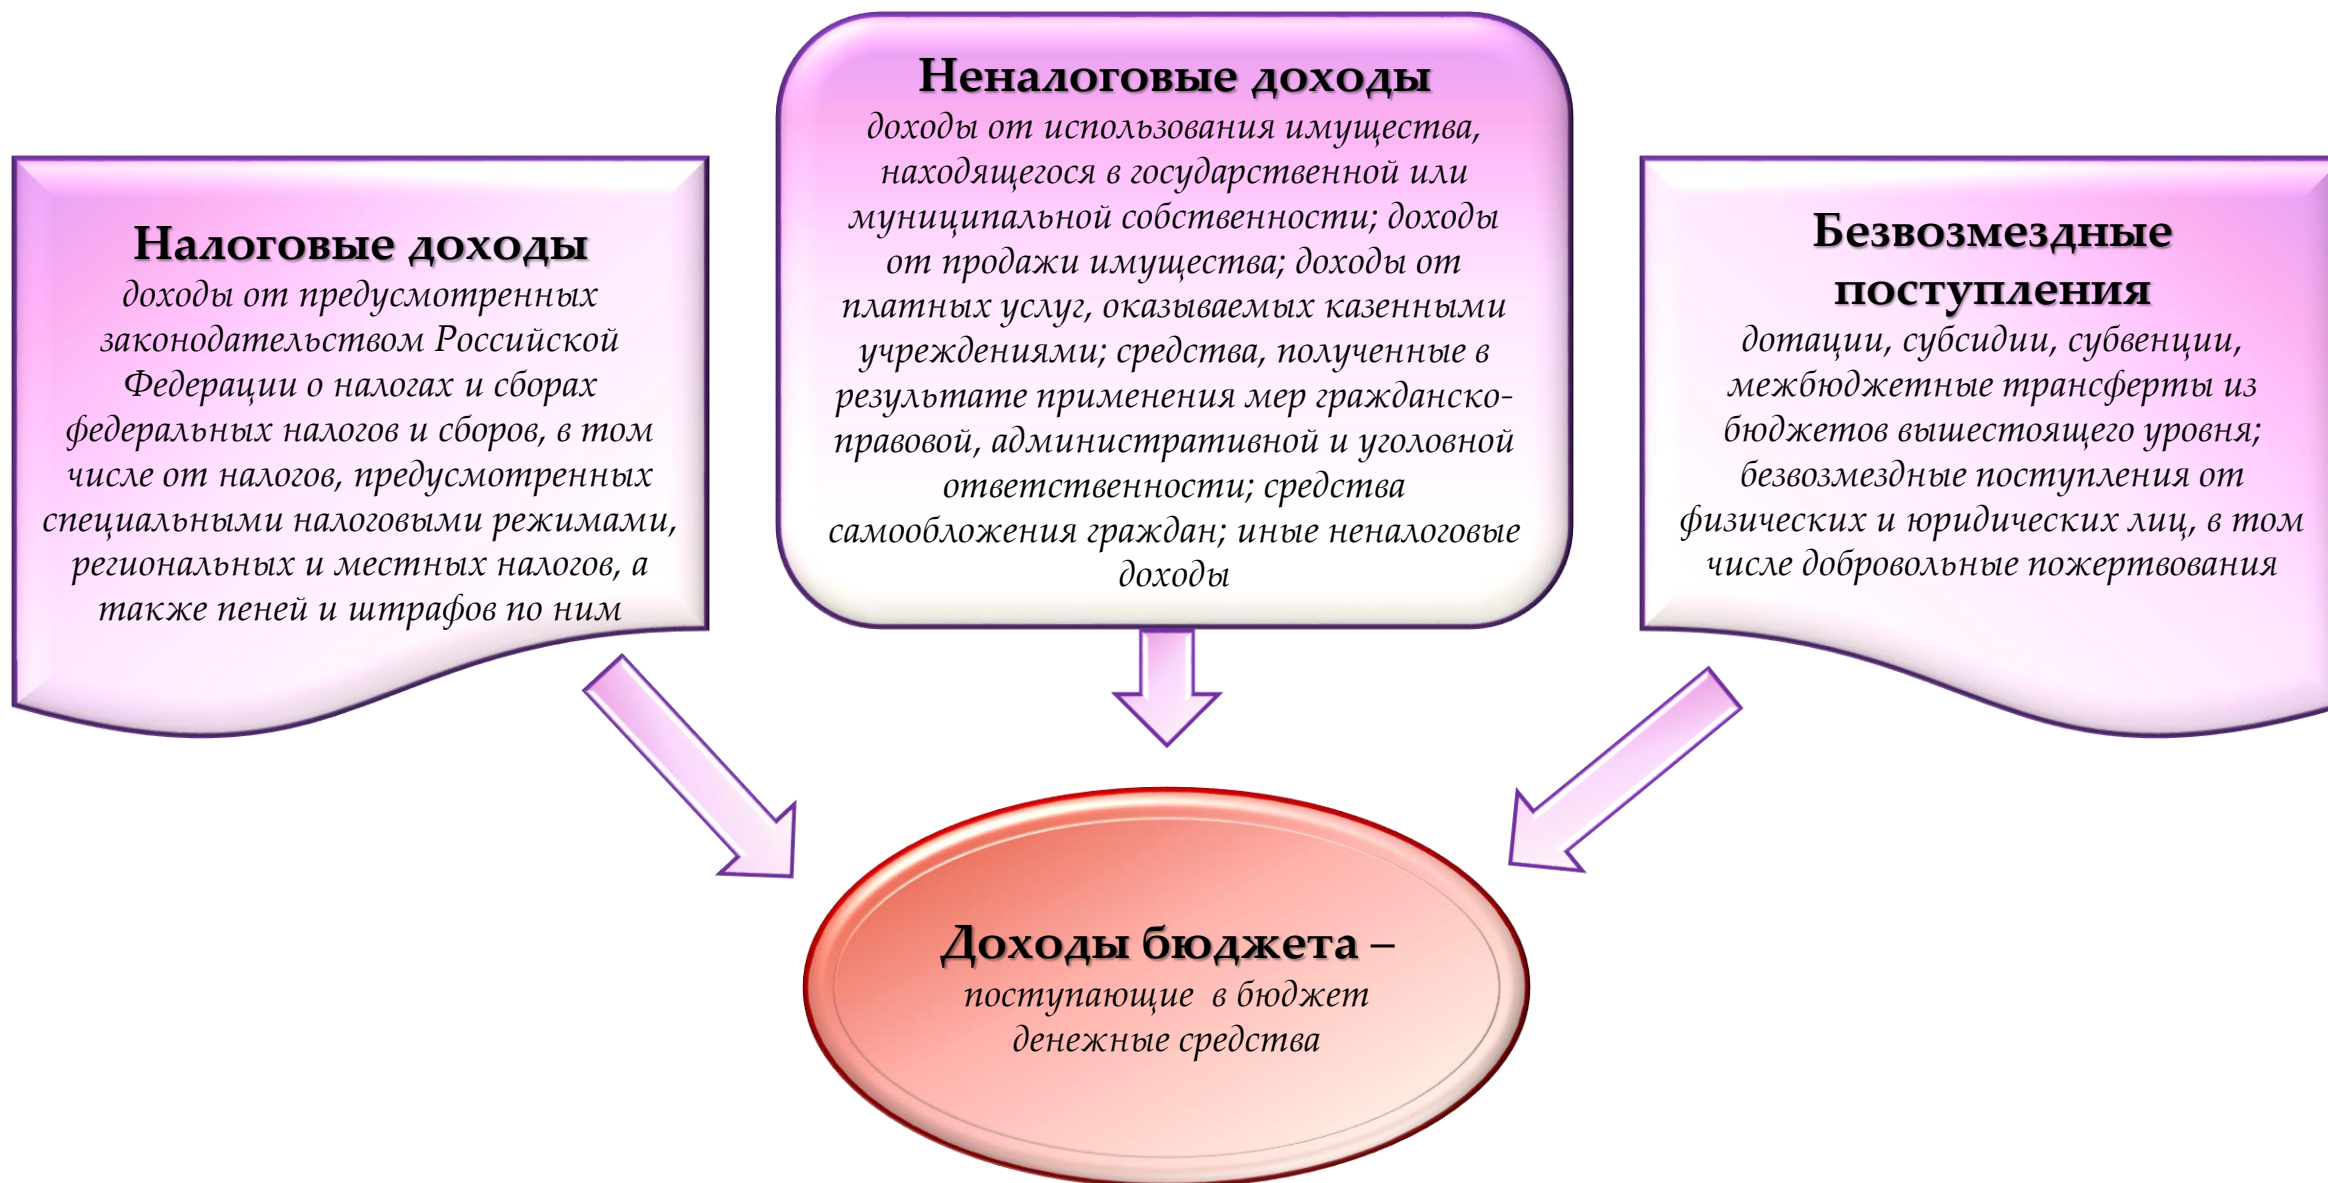 Налоговые доходы
доходы от предусмотренных
законодательством Российской
Федерации о налогах и сборах
федеральных налогов и сборов, в том
числе от налогов, предусмотренных
специальными налоговыми режимами,
региональных и местных налогов, а
также пеней и штрафов по ним
Неналоговые доходы
доходы от использования имущества,
находящегося в государственной или
муниципальной собственности; доходы
от продажи имущества; доходы от
платных услуг, оказываемых казенными
учреждениями; средства, полученные в
результате применения мер гражданско-
правовой, административной и уголовной
ответственности; средства
самообложения граждан; иные неналоговые
доходы
Безвозмездные
поступления
дотации, субсидии, субвенции,
межбюджетные трансферты из
бюджетов вышестоящего уровня;
безвозмездные поступления от
физических и юридических лиц, в том
числе добровольные пожертвования
Доходы бюджета –
поступающие в бюджет
денежные средства